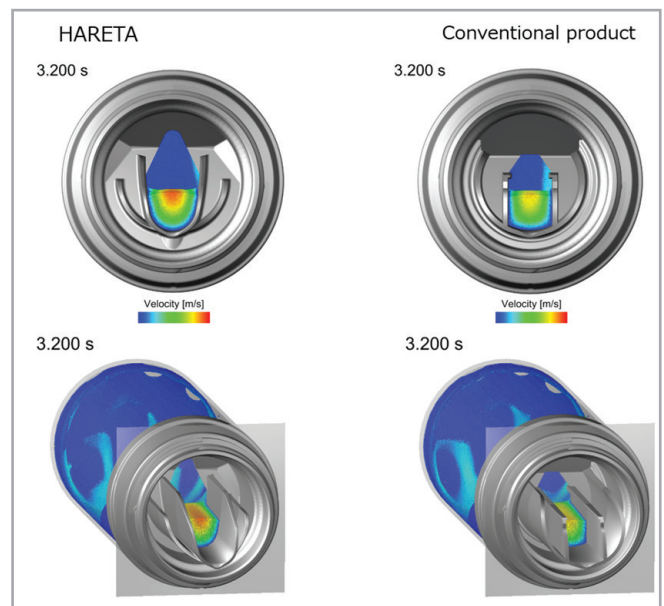 HARETA
Conventional product
3.200 s
3.200 s
Velocity [m/s]
Velocity [m/s]
3.200 s
3.200 s